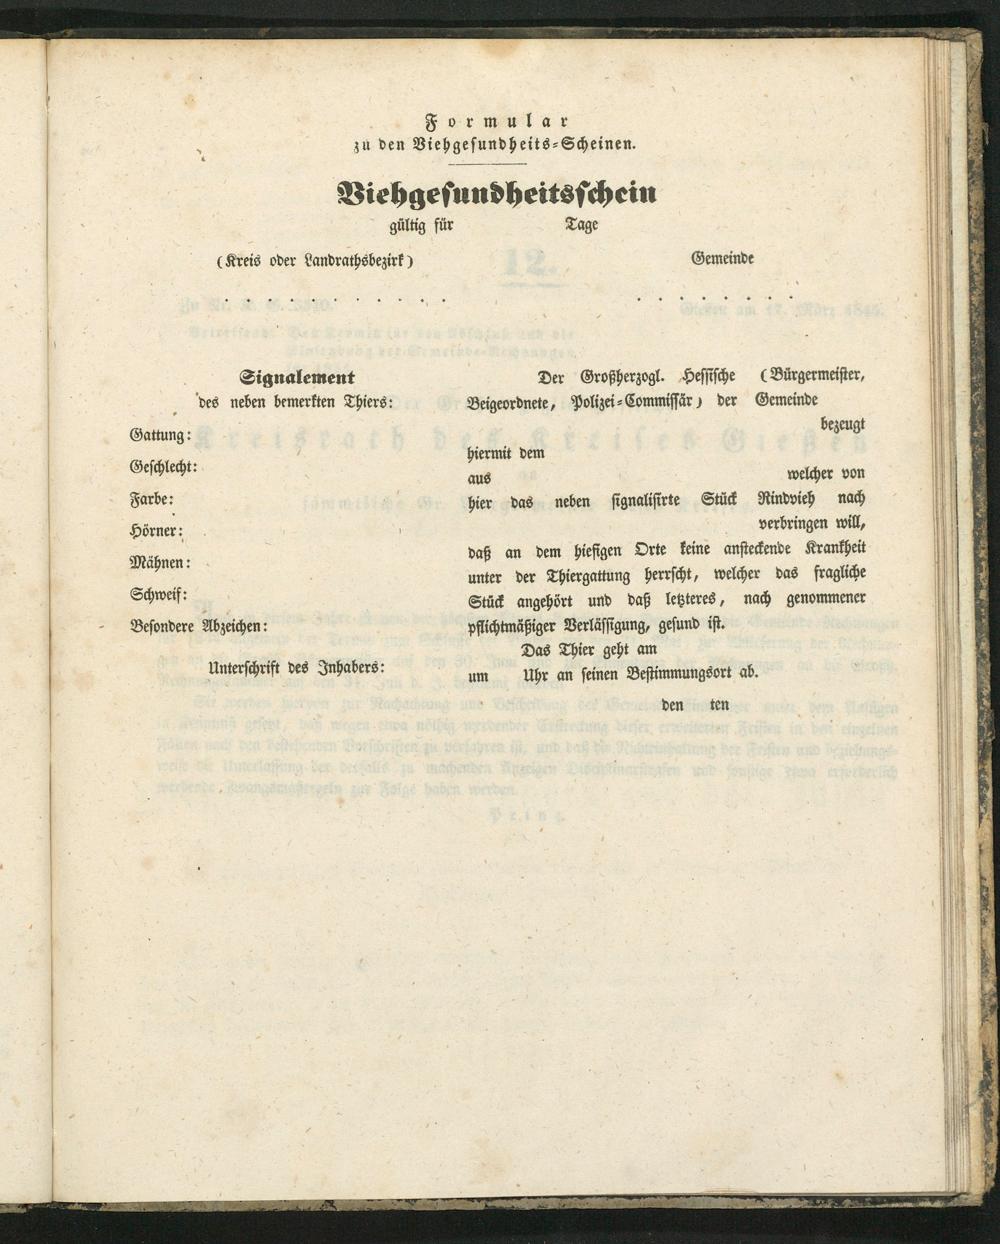 Formular
zu den Viehgesundheits-Scheinen.
Viehgesundheitsschein
gültig für Tage
(Kreis oder Landrathsbezirk) Gemeinde
. . . . . . . . . . . . . . . . . . . .
Signalement
des neben bemerkten Thiers:
Gattung:
Geschlecht:
Farbe:
Hörner:
Mähnen:
Schweif:
Besondere Abzeichen:
Unterschrift des Inhabers:
Der Großherzogl. Hessische (Bürgermeister,
Beigeordnete, Polizei-Commissär) der Gemeinde
bezeugt
hiermit dem
aus welcher von
hier das neben signalisirte Stück Rindvieh nach
verbringen will,
daß an dem hiesigen Orte keine ansteckende Krankheit
unter der Thiergattung herrscht, welcher das fragliche
Stück angehört und daß letzteres, nach genommener
pflichtmäßiger Verlässigung, gesund ist.
Das Thier geht am
um Uhr an seinen Bestimmungsort ab.
den ten